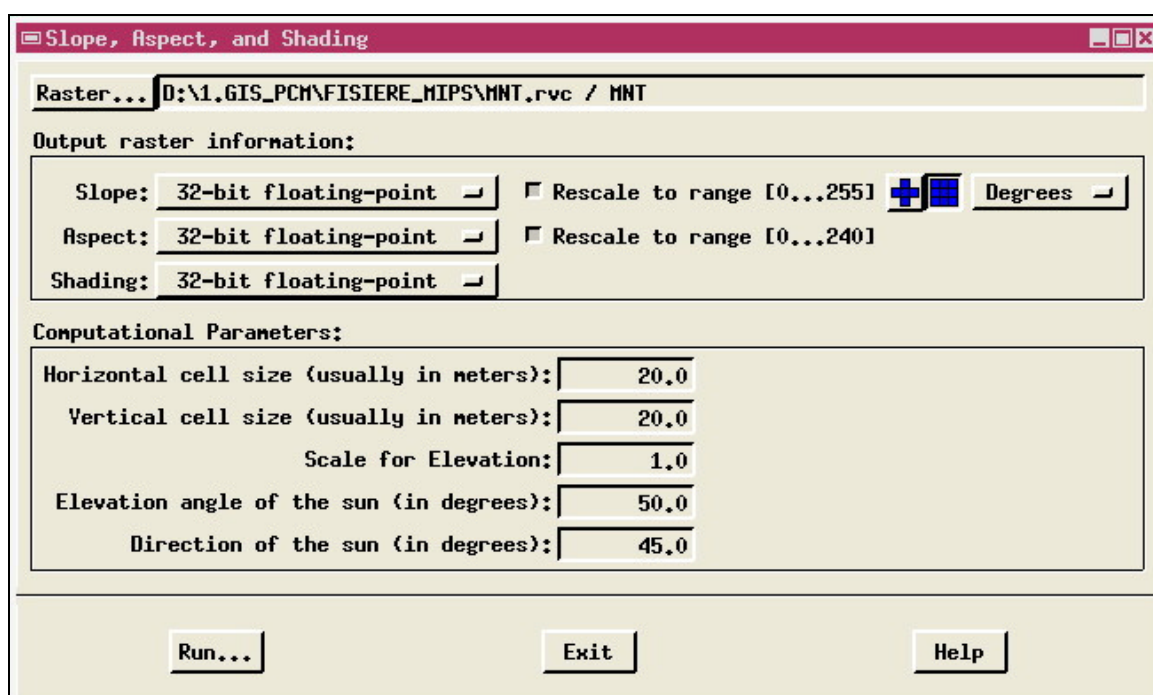 Slope, Aspect, and Shading
Raster... D:\1.GIS_PCM\FISIERE_MIPS\MNT.rvc / MNT
Output raster information:
Slope: 32-bit floating-point Rescale to range [0...255] Degrees
Aspect: 32-bit floating-point Rescale to range [0...240]
Shading: 32-bit floating-point
Computational Parameters:
Horizontal cell size (usually in meters): 20.0
Vertical cell size (usually in meters): 20.0
Scale for Elevation: 1.0
Elevation angle of the sun (in degrees): 50.0
Direction of the sun (in degrees): 45.0
Run... Exit Help